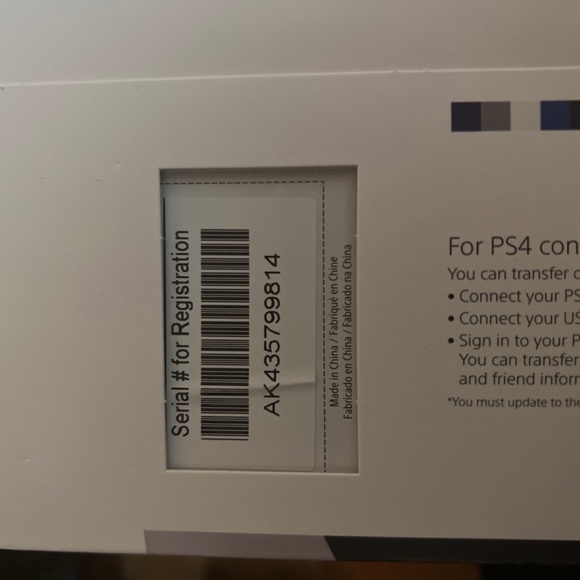 Serial # for Registration
AK435799814
Made in China / Fabriqué en Chine
Fabricado en China / Fabricado na China
For PS4 con
You can transfer
• Connect your PS
• Connect your US
• Sign in to your P
You can transfer
and friend inforr
*You must update to the